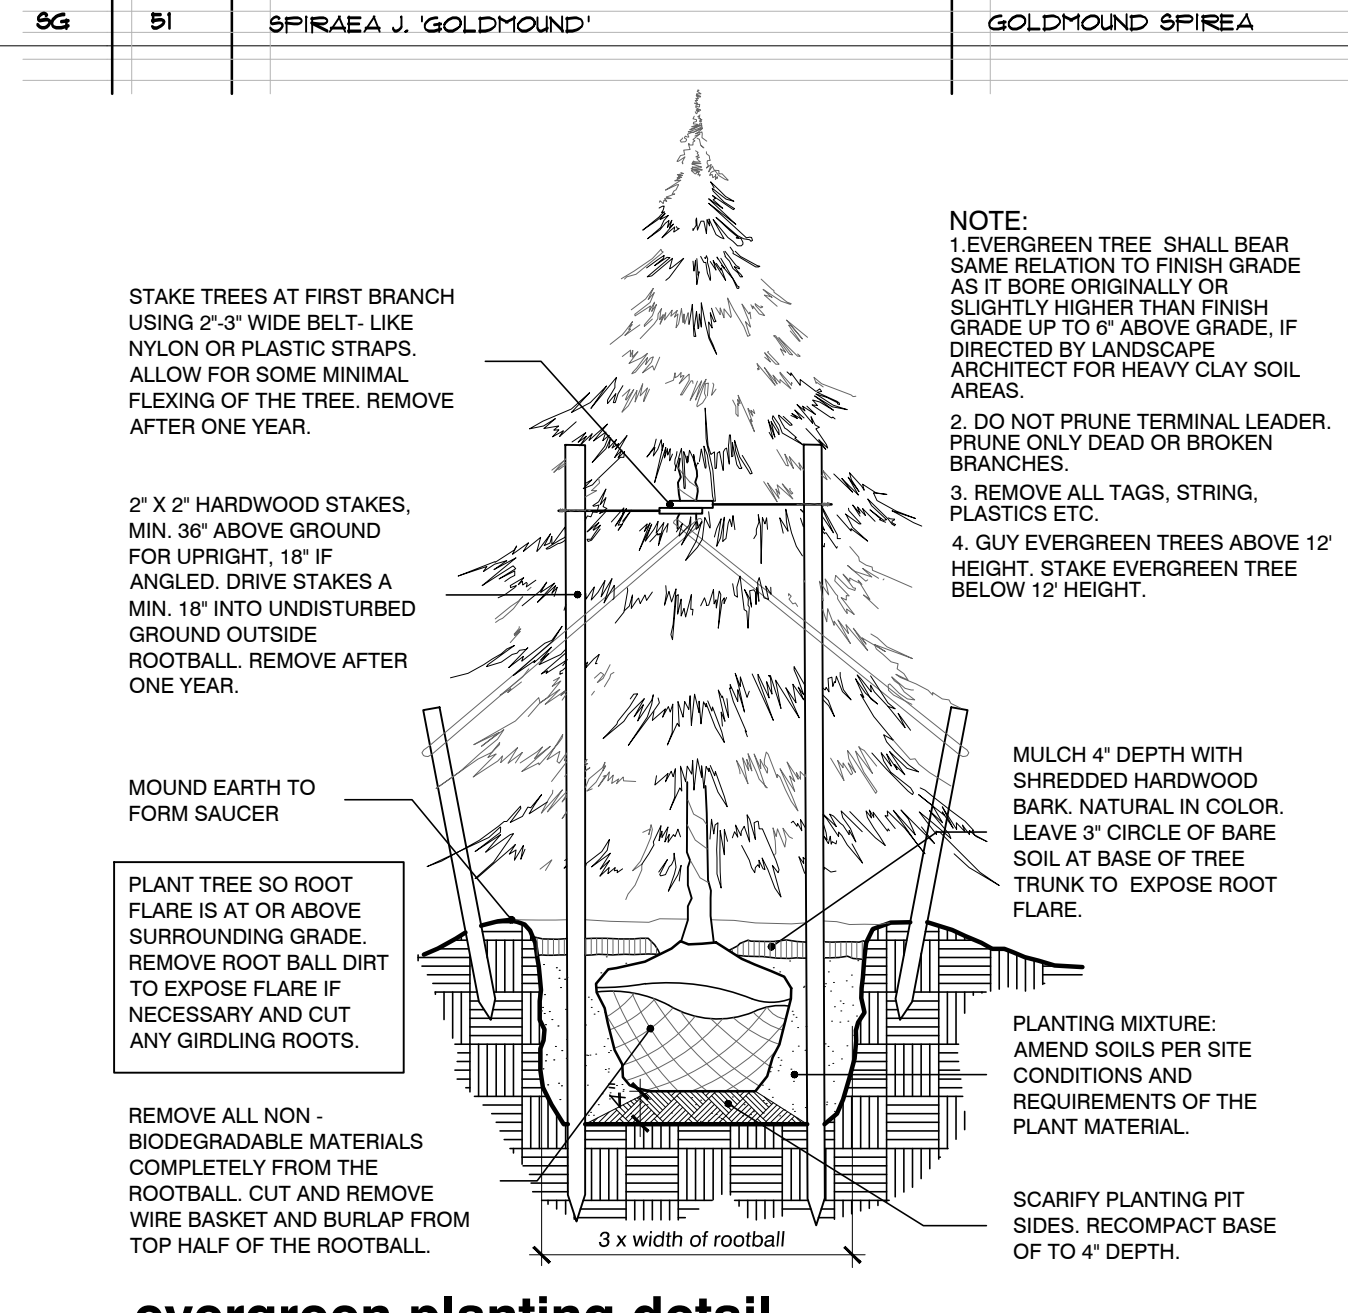 SG 51 SPIRAEA J. 'GOLDMOUND' GOLDMOUND SPIREA
STAKE TREES AT FIRST BRANCH
USING 2"-3" WIDE BELT- LIKE
NYLON OR PLASTIC STRAPS.
ALLOW FOR SOME MINIMAL
FLEXING OF THE TREE. REMOVE
AFTER ONE YEAR.
2" X 2" HARDWOOD STAKES,
MIN. 36" ABOVE GROUND
FOR UPRIGHT, 18" IF
ANGLED. DRIVE STAKES A
MIN. 18" INTO UNDISTURBED
GROUND OUTSIDE
ROOTBALL. REMOVE AFTER
ONE YEAR.
MOUND EARTH TO
FORM SAUCER
PLANT TREE SO ROOT
FLARE IS AT OR ABOVE
SURROUNDING GRADE.
REMOVE ROOT BALL DIRT
TO EXPOSE FLARE IF
NECESSARY AND CUT
ANY GIRDLING ROOTS.
REMOVE ALL NON -
BIODEGRADABLE MATERIALS
COMPLETELY FROM THE
ROOTBALL. CUT AND REMOVE
WIRE BASKET AND BURLAP FROM
TOP HALF OF THE ROOTBALL.
NOTE:
1.EVERGREEN TREE SHALL BEAR
SAME RELATION TO FINISH GRADE
AS IT BORE ORIGINALLY OR
SLIGHTLY HIGHER THAN FINISH
GRADE UP TO 6" ABOVE GRADE, IF
DIRECTED BY LANDSCAPE
ARCHITECT FOR HEAVY CLAY SOIL
AREAS.
2. DO NOT PRUNE TERMINAL LEADER.
PRUNE ONLY DEAD OR BROKEN
BRANCHES.
3. REMOVE ALL TAGS, STRING,
PLASTICS ETC.
4. GUY EVERGREEN TREES ABOVE 12'
HEIGHT. STAKE EVERGREEN TREE
BELOW 12' HEIGHT.
MULCH 4" DEPTH WITH
SHREDDED HARDWOOD
BARK. NATURAL IN COLOR.
LEAVE 3" CIRCLE OF BARE
SOIL AT BASE OF TREE
TRUNK TO EXPOSE ROOT
FLARE.
PLANTING MIXTURE:
AMEND SOILS PER SITE
CONDITIONS AND
REQUIREMENTS OF THE
PLANT MATERIAL.
SCARIFY PLANTING PIT
SIDES. RECOMPACT BASE
OF TO 4" DEPTH.
4"
3 x width of rootball
evergreen planting detail